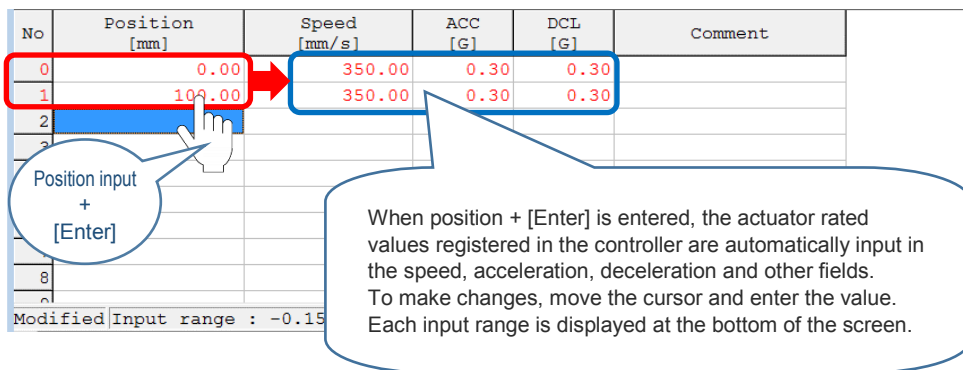 No Position Speed ACC DCL Comment
[mm] [mm/s] [G] [G]
0 0.00 350.00 0.30 0.30
1 100.00 350.00 0.30 0.30
2
Position input
+
[Enter]
8
When position + [Enter] is entered, the actuator rated
values registered in the controller are automatically input in
the speed, acceleration, deceleration and other fields.
To make changes, move the cursor and enter the value.
Each input range is displayed at the bottom of the screen.
Modified Input range : -0.15